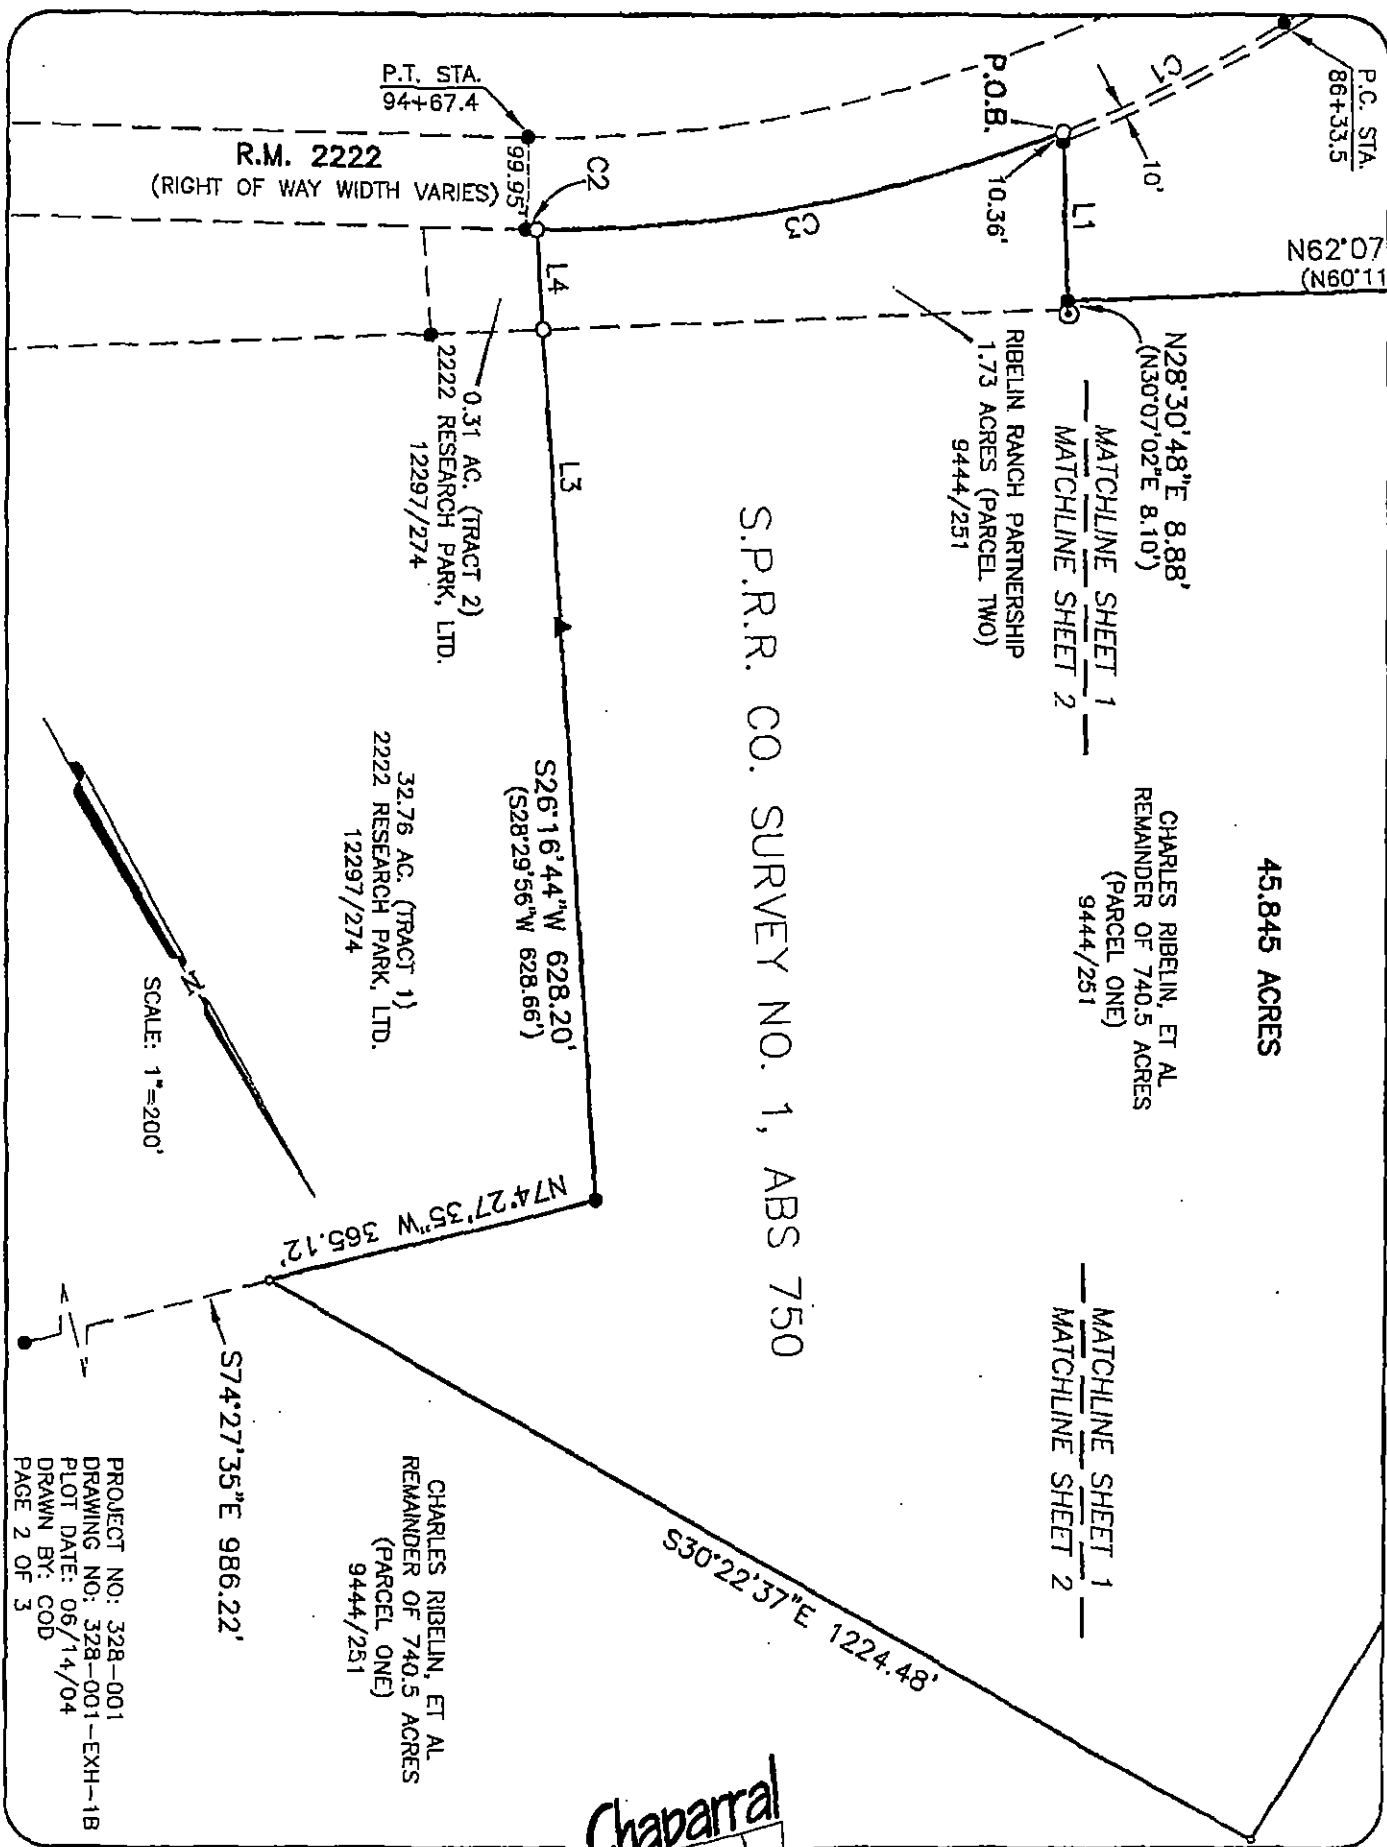 P.C. STA.
86+33.5
C1
10'
P.O.B.
10.36'
L1
N62°07
(N60°11
P.T. STA.
94+67.4
R.M. 2222
(RIGHT OF WAY WIDTH VARIES)
99.95'
C2
C3
L4
L3
N28°30'48"E 8.88'
(N30°07'02"E 8.10')
MATCHLINE SHEET 1
MATCHLINE SHEET 2
RIBELIN RANCH PARTNERSHIP
1.73 ACRES (PARCEL TWO)
9444/251
45.845 ACRES
CHARLES RIBELIN, ET AL
REMAINDER OF 740.5 ACRES
(PARCEL ONE)
9444/251
S.P.R.R. CO. SURVEY NO. 1, ABS 750
0.31 AC. (TRACT 2)
2222 RESEARCH PARK, LTD.
12297/274
S26°16'44"W 628.20'
(S28°29'56"W 628.66')
32.76 AC. (TRACT 1)
2222 RESEARCH PARK, LTD.
12297/274
N
SCALE: 1"=200'
N74°27'35"W 365.12'
S74°27'35"E 986.22'
MATCHLINE SHEET 1
MATCHLINE SHEET 2
S30°22'37"E 1224.48'
CHARLES RIBELIN, ET AL
REMAINDER OF 740.5 ACRES
(PARCEL ONE)
9444/251
PROJECT NO: 328-001
DRAWING NO: 328-001-EXH-1B
PLOT DATE: 06/14/04
DRAWN BY: COD
PAGE 2 OF 3
Chaparral